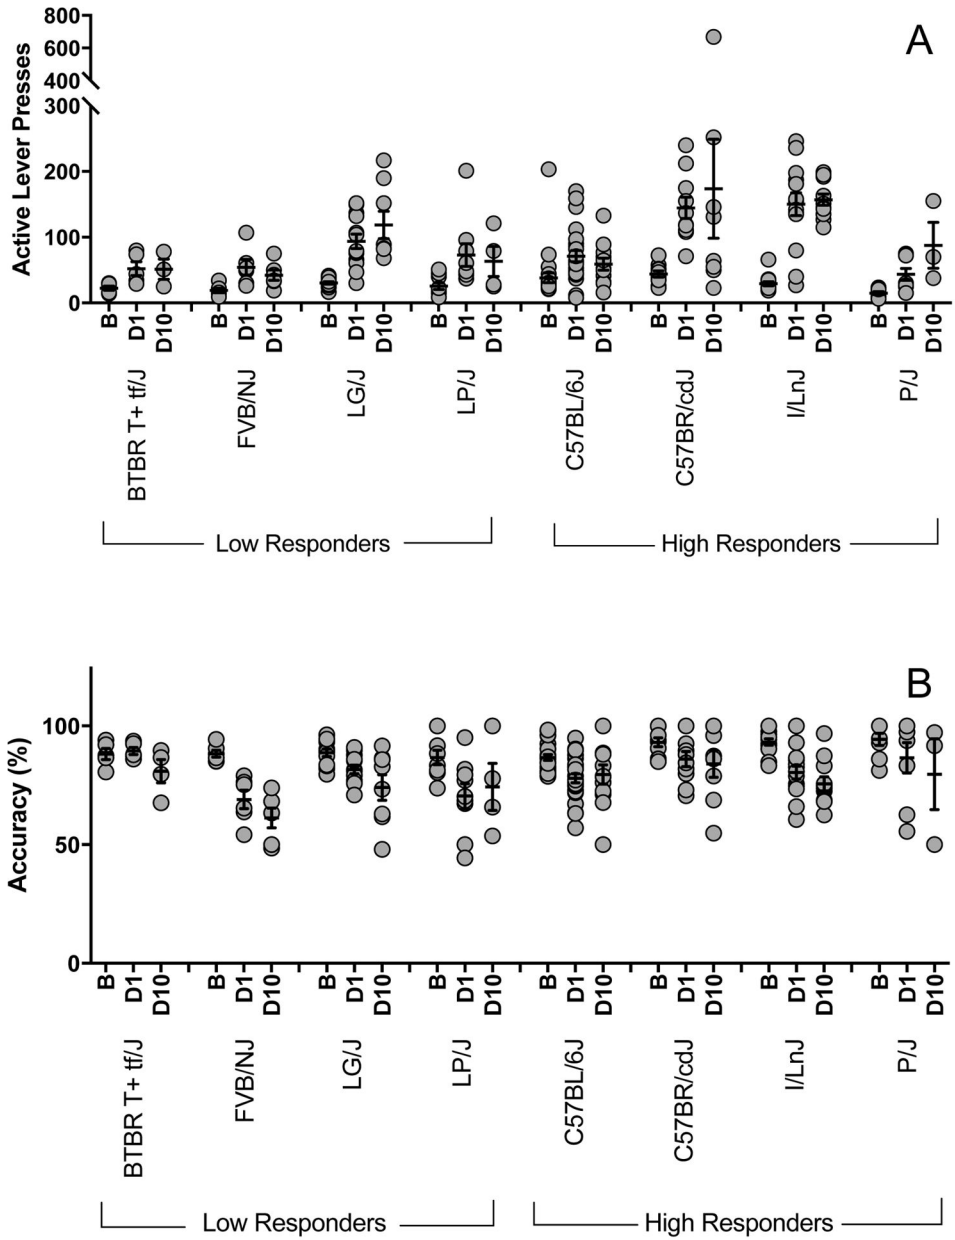 A
Active Lever Presses
800
600
400
300
200
100
0
B D1 D10 B D1 D10 B D1 D10 B D1 D10 B D1 D10 B D1 D10 B D1 D10 B D1 D10
BTBR T+ tf/J FVB/NJ LG/J LP/J C57BL/6J C57BR/cdJ I/LnJ P/J
Low Responders High Responders
B
Accuracy (%)
100
50
0
B D1 D10 B D1 D10 B D1 D10 B D1 D10 B D1 D10 B D1 D10 B D1 D10 B D1 D10
BTBR T+ tf/J FVB/NJ LG/J LP/J C57BL/6J C57BR/cdJ I/LnJ P/J
Low Responders High Responders